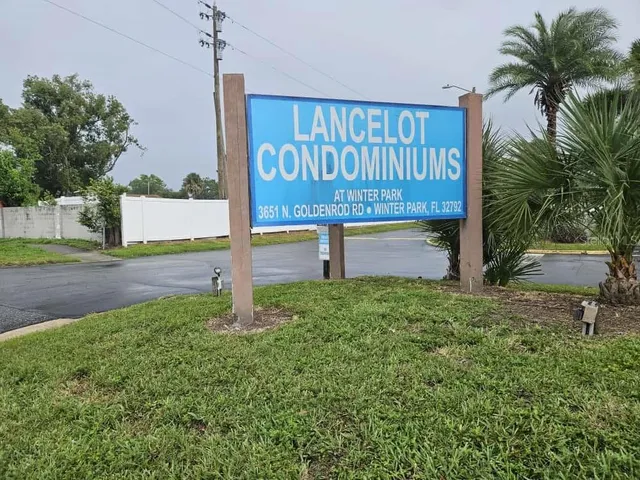 LANCELOT
CONDOMINIUMS
AT WINTER PARK
3651 N. GOLDENROD RD • WINTER PARK, FL 32792